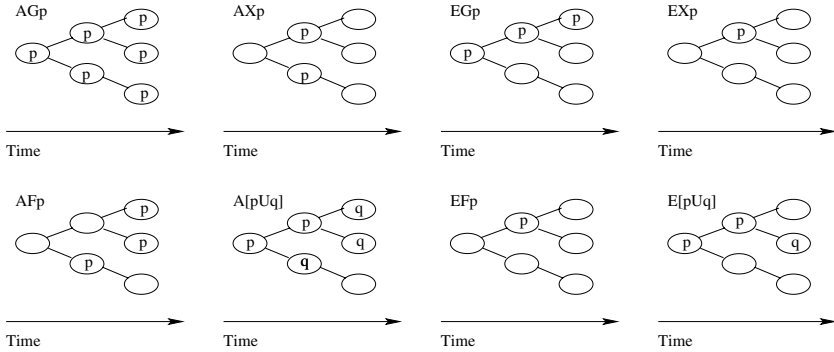 AGp AXp EGp EXp
p p p p
p p
p p p
p p
p
Time Time Time Time
AFp A[pUq] EFp E[pUq]
p q
p p p
p p q p q
p q
Time Time Time Time